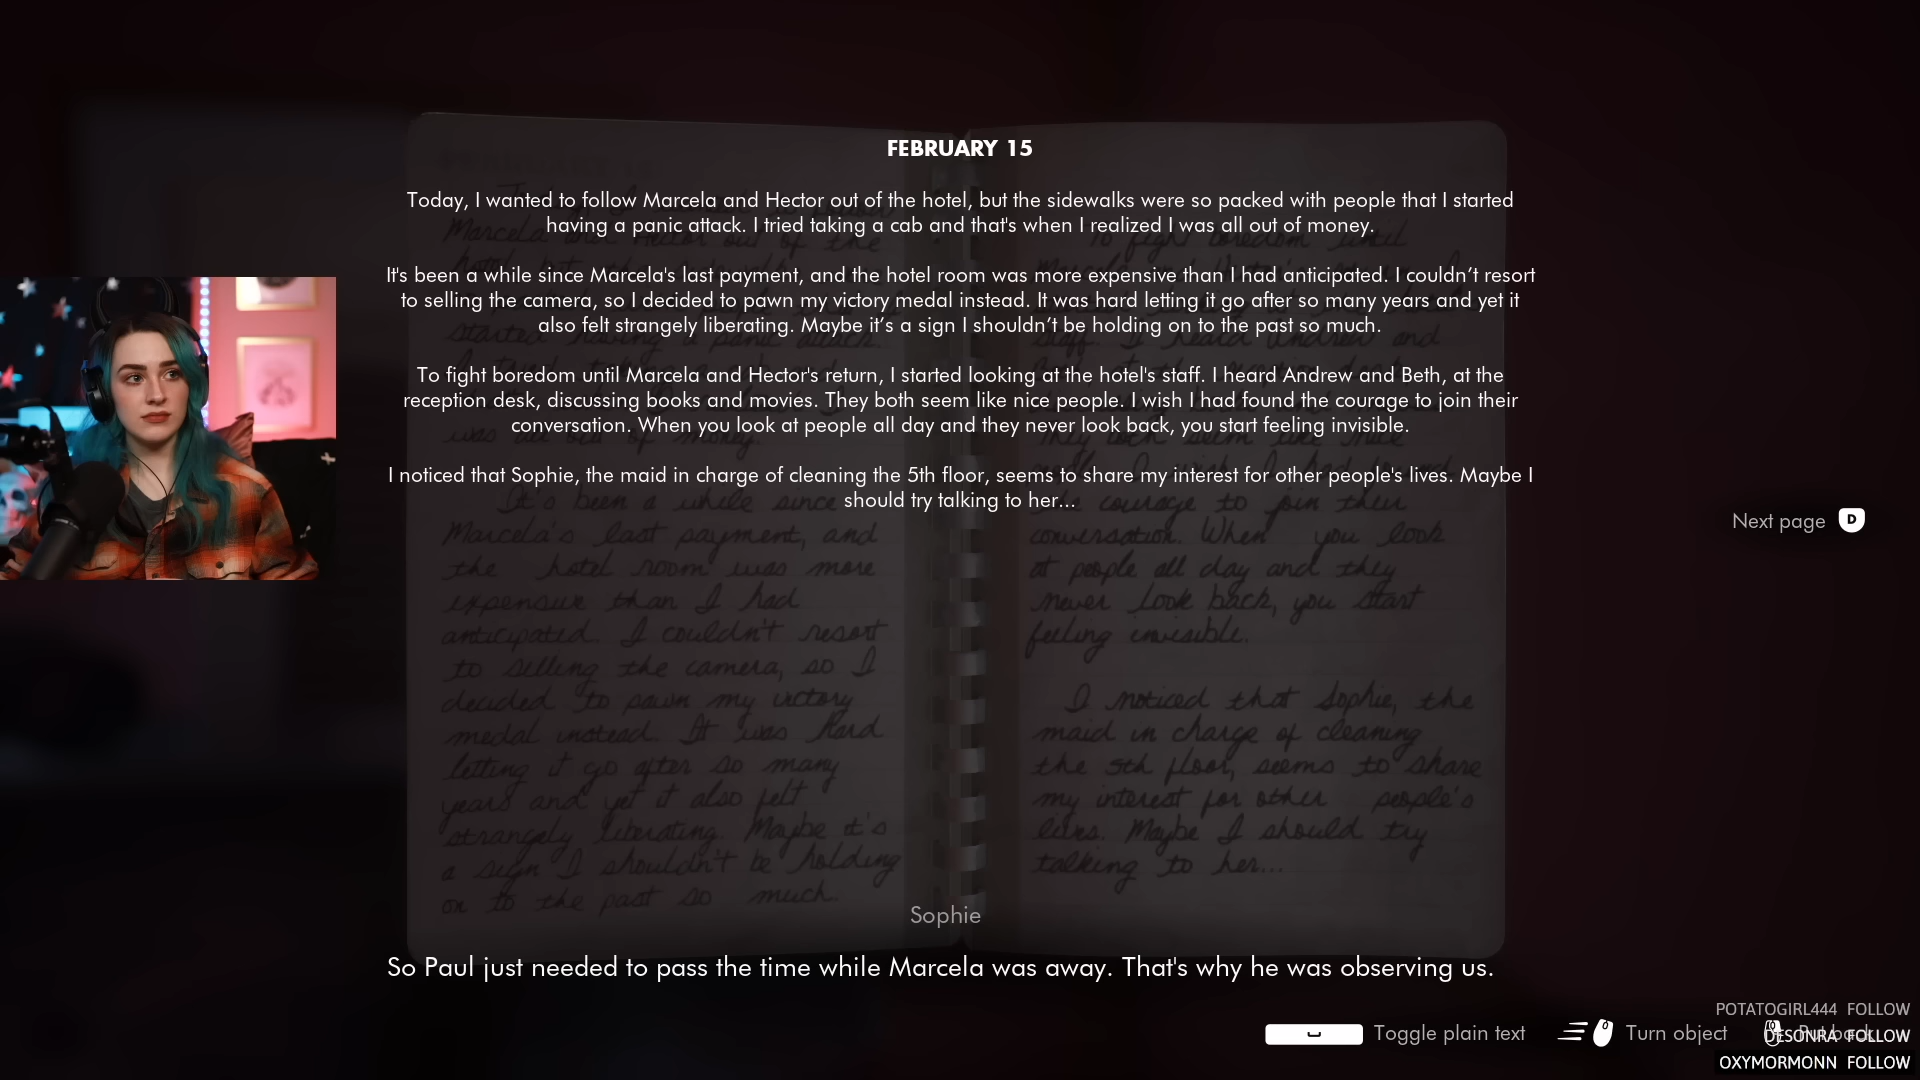 FEBRUARY 15
Today, I wanted to follow Marcela and Hector out of the hotel, but the sidewalks were so packed with people that I started
having a panic attack. I tried taking a cab and that's when I realized I was all out of money.
It's been a while since Marcela's last payment, and the hotel room was more expensive than I had anticipated. I couldn’t resort
to selling the camera, so I decided to pawn my victory medal instead. It was hard letting it go after so many years and yet it
also felt strangely liberating. Maybe it’s a sign I shouldn’t be holding on to the past so much.
To fight boredom until Marcela and Hector's return, I started looking at the hotel's staff. I heard Andrew and Beth, at the
reception desk, discussing books and movies. They both seem like nice people. I wish I had found the courage to join their
conversation. When you look at people all day and they never look back, you start feeling invisible.
I noticed that Sophie, the maid in charge of cleaning the 5th floor, seems to share my interest for other people's lives. Maybe I
should try talking to her...
It's been a while since
Marcela's last payment, and
the hotel room was more
expensive than I had
anticipated. I couldn't resort
to selling the camera, so I
decided to pawn my victory
medal instead. It was hard
letting it go after so many
years and yet it also felt
strangely liberating. Maybe it's
a sign I shouldn't be holding
on to the past so much.
courage to join their
conversation. When you look
at people all day and they
never look back, you start
feeling invisible.
I noticed that Sophie, the
maid in charge of cleaning
the 5th floor, seems to share
my interest for other people's
lives. Maybe I should try
talking to her...
Next page D
Sophie
So Paul just needed to pass the time while Marcela was away. That's why he was observing us.
Toggle plain text Turn object
POTATOGIRL444 FOLLOW
DESONRA FOLLOW
OXYMORMONN FOLLOW